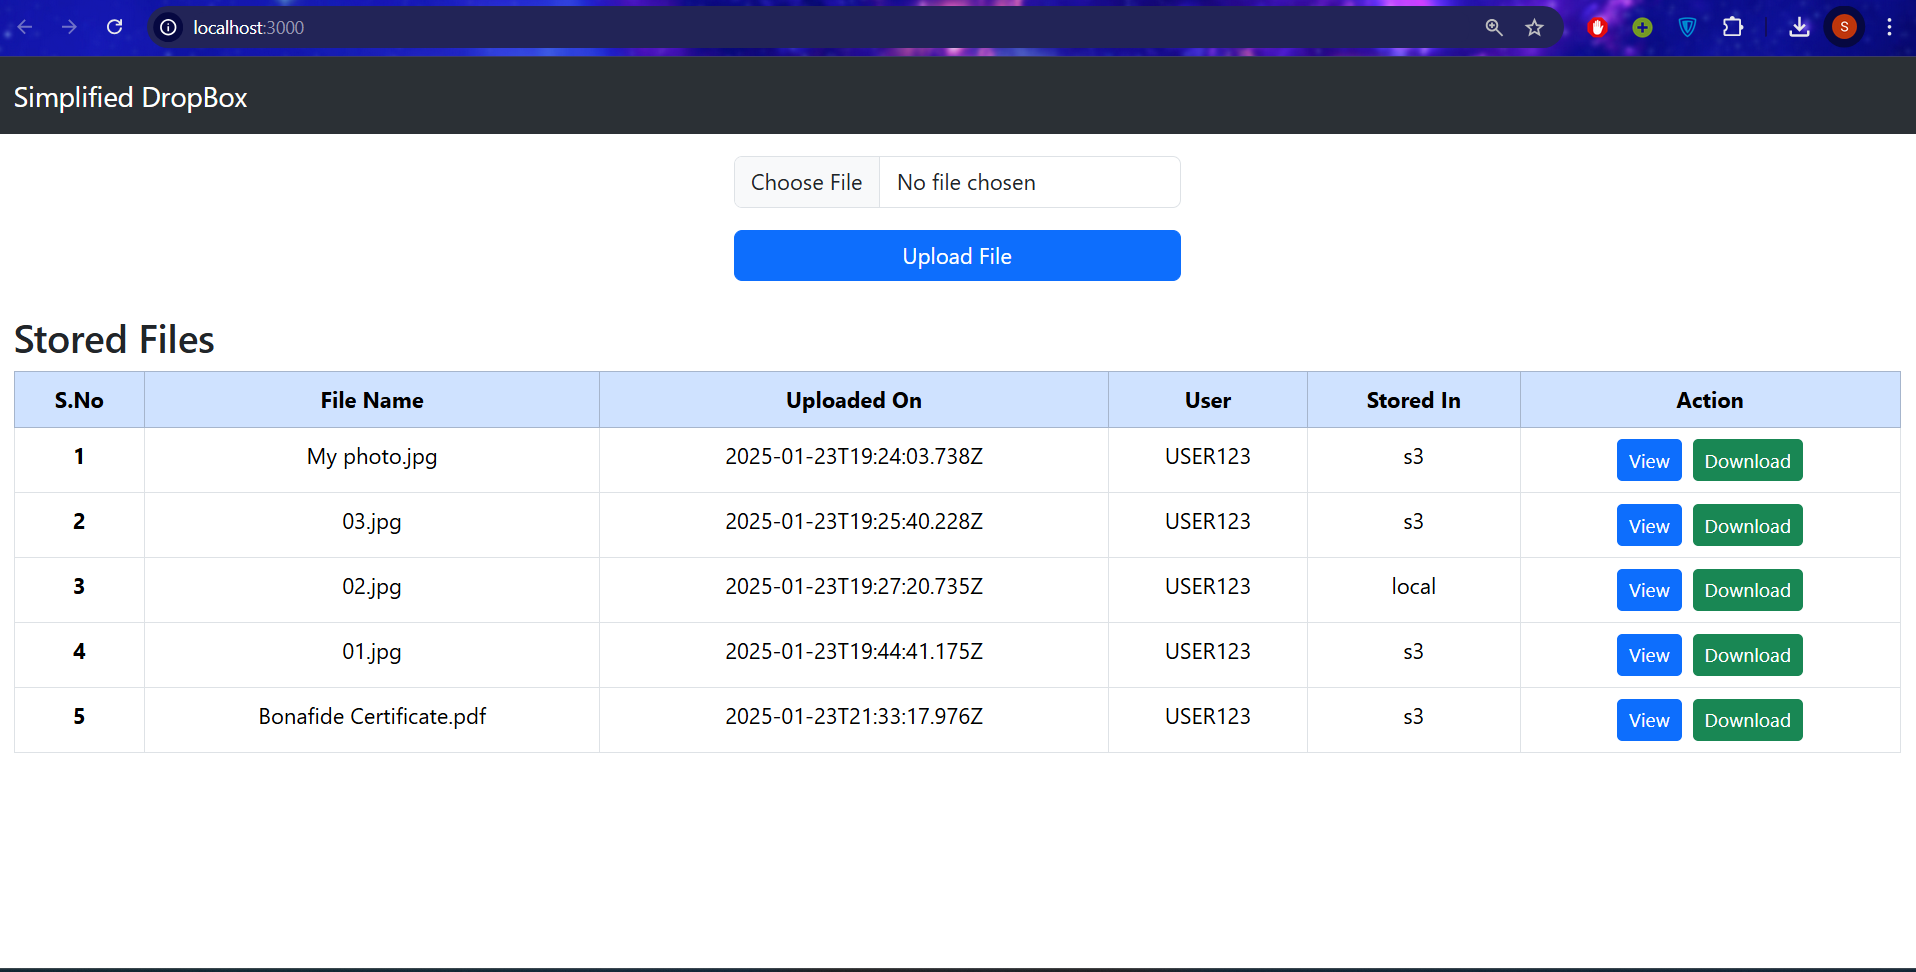 localhost:3000
S
Simplified DropBox
Choose File No file chosen
Upload File
Stored Files
S.No File Name Uploaded On User Stored In Action
1 My photo.jpg 2025-01-23T19:24:03.738Z USER123 s3 View Download
2 03.jpg 2025-01-23T19:25:40.228Z USER123 s3 View Download
3 02.jpg 2025-01-23T19:27:20.735Z USER123 local View Download
4 01.jpg 2025-01-23T19:44:41.175Z USER123 s3 View Download
5 Bonafide Certificate.pdf 2025-01-23T21:33:17.976Z USER123 s3 View Download